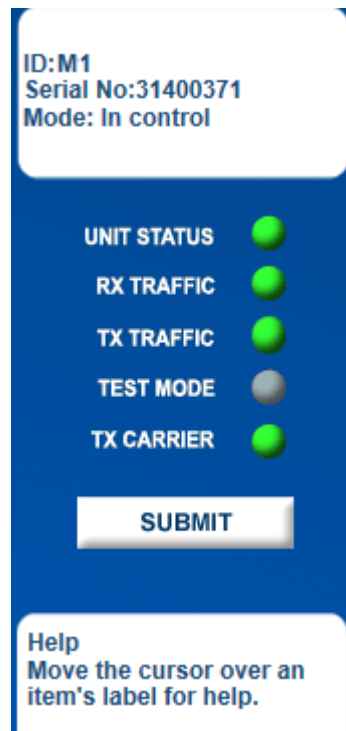 ID:M1
Serial No:31400371
Mode: In control
UNIT STATUS
RX TRAFFIC
TX TRAFFIC
TEST MODE
TX CARRIER
SUBMIT
Help
Move the cursor over an
item's label for help.